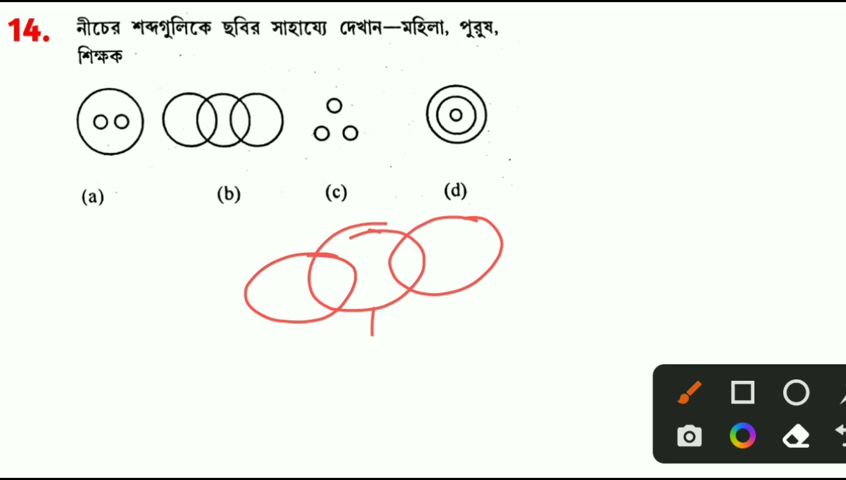 14. নীচের শব্দগুলিকে ছবির সাহায্যে দেখান—মহিলা, পুরুষ,
শিক্ষক
(a) (b) (c) (d)